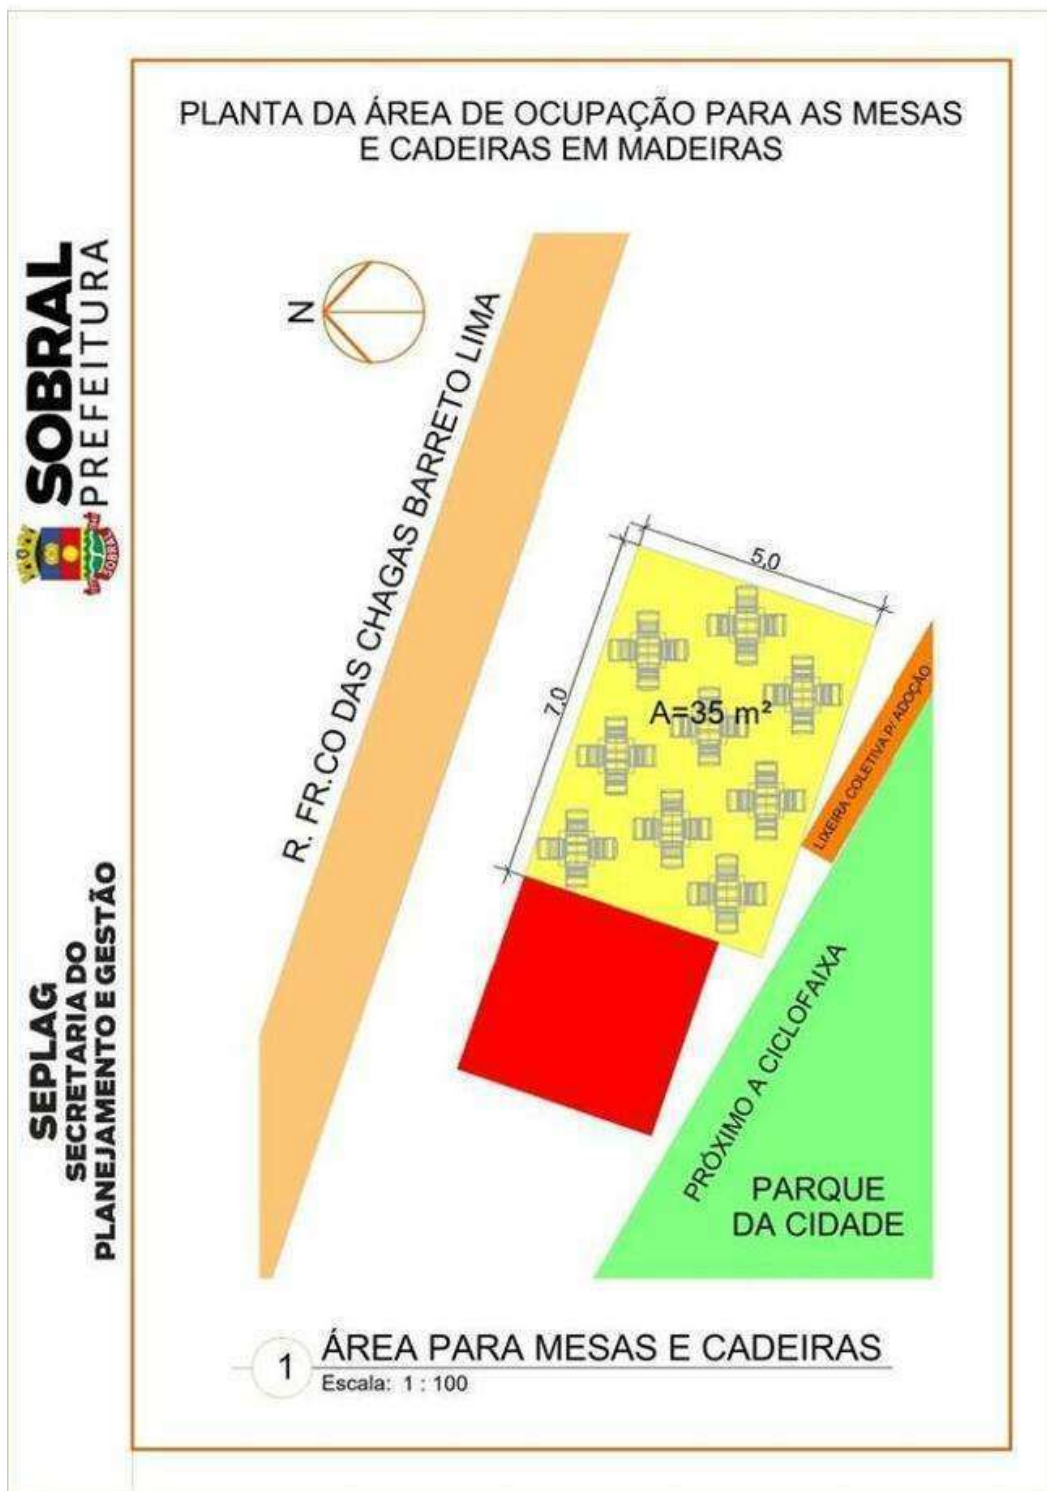 PLANTA DA ÁREA DE OCUPAÇÃO PARA AS MESAS
E CADEIRAS EM MADEIRAS
SOBRAL
PREFEITURA
SOBRAL
N
R. FR.CO DAS CHAGAS BARRETO LIMA
5,0
7,0
A=35 m²
LIXEIRA COLETIVA P/ ADOÇÃO
PRÓXIMO A CICLOFAIXA
PARQUE
DA CIDADE
SEPLAG
SECRETARIA DO
PLANEJAMENTO E GESTÃO
1
ÁREA PARA MESAS E CADEIRAS
Escala: 1 : 100